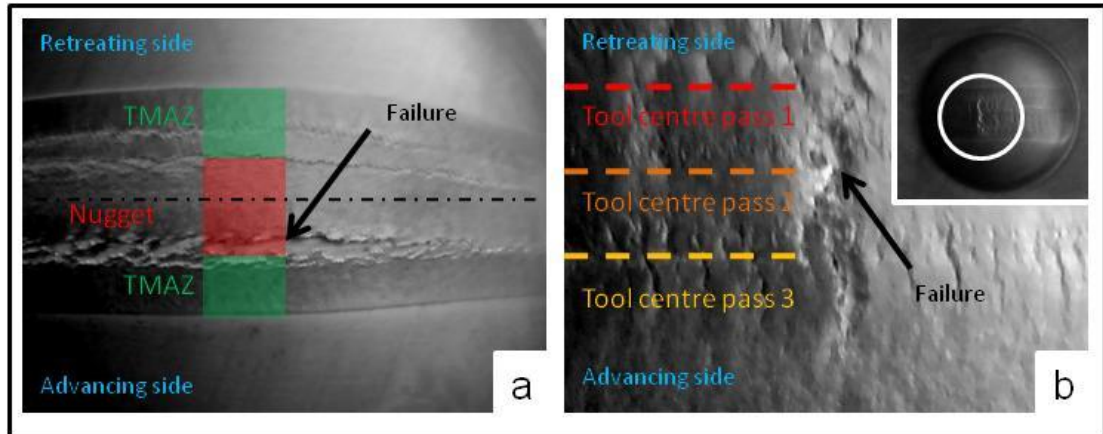 Retreating side
TMAZ
Failure
Nugget
TMAZ
Advancing side
a
Retreating side
Tool centre pass 1
Tool centre pass 2
Tool centre pass 3
Failure
Advancing side
b